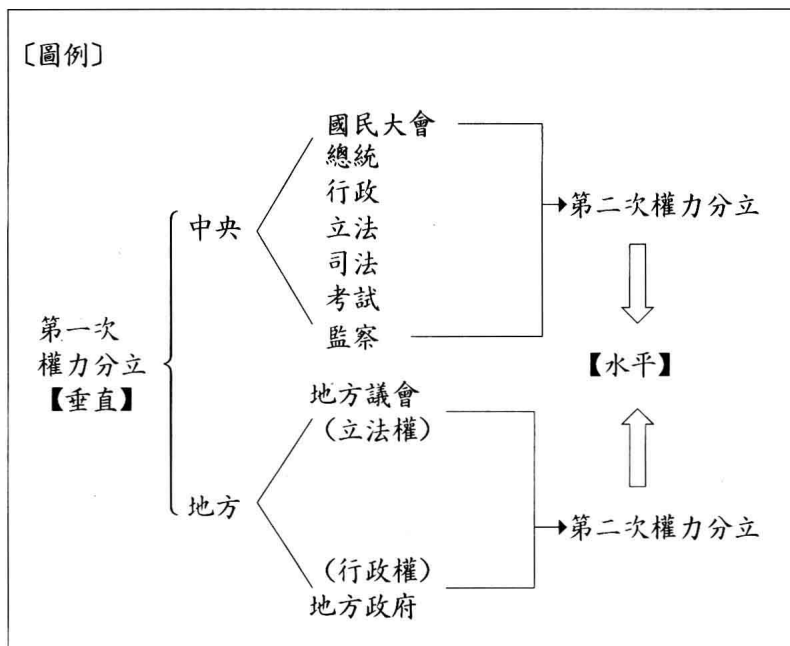 〔圖例〕
國民大會
總統
行政
立法
司法
考試
監察
中央
第二次權力分立
第一次
權力分立
【垂直】
【水平】
地方議會
(立法權)
地方
第二次權力分立
(行政權)
地方政府